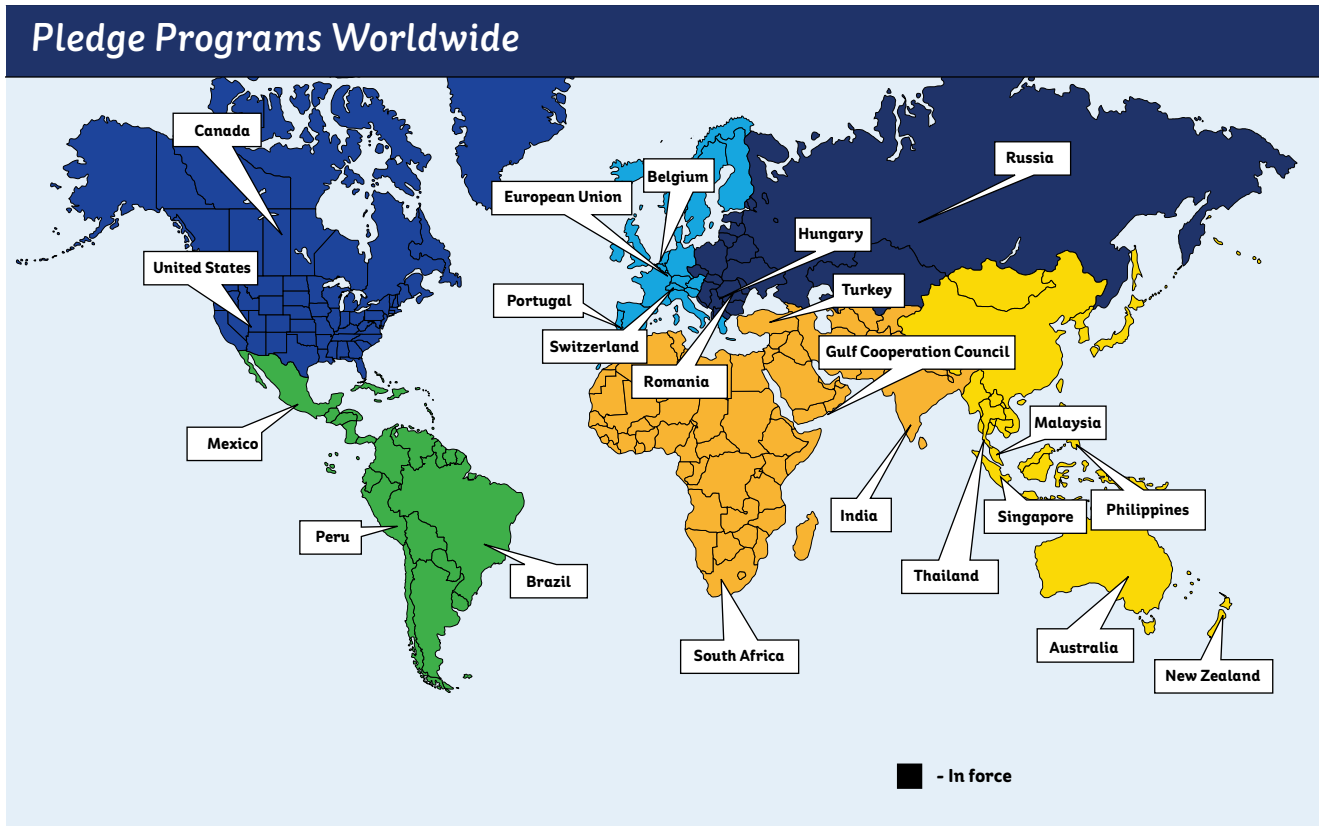 Pledge Programs Worldwide
Canada
Russia
Belgium
European Union
Hungary
United States
Turkey
Portugal
Switzerland
Gulf Cooperation Council
Romania
Malaysia
Mexico
India
Singapore
Philippines
Peru
Brazil
Thailand
South Africa
Australia
New Zealand
- In force